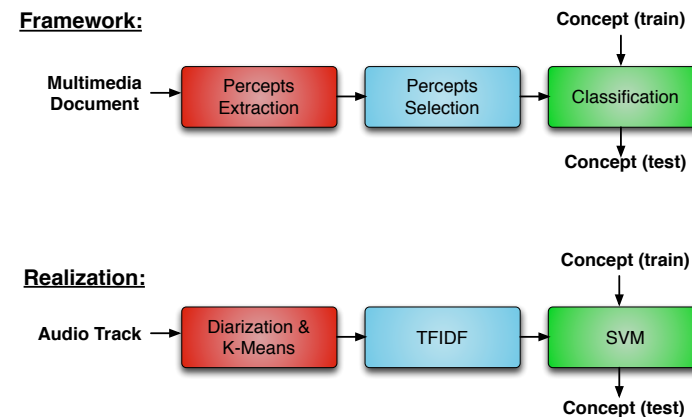 Framework:
Concept (train)
Multimedia
Document
Percepts
Extraction
Percepts
Selection
Classification
Concept (test)
Realization:
Concept (train)
Audio Track
Diarization &
K-Means
TFIDF
SVM
Concept (test)